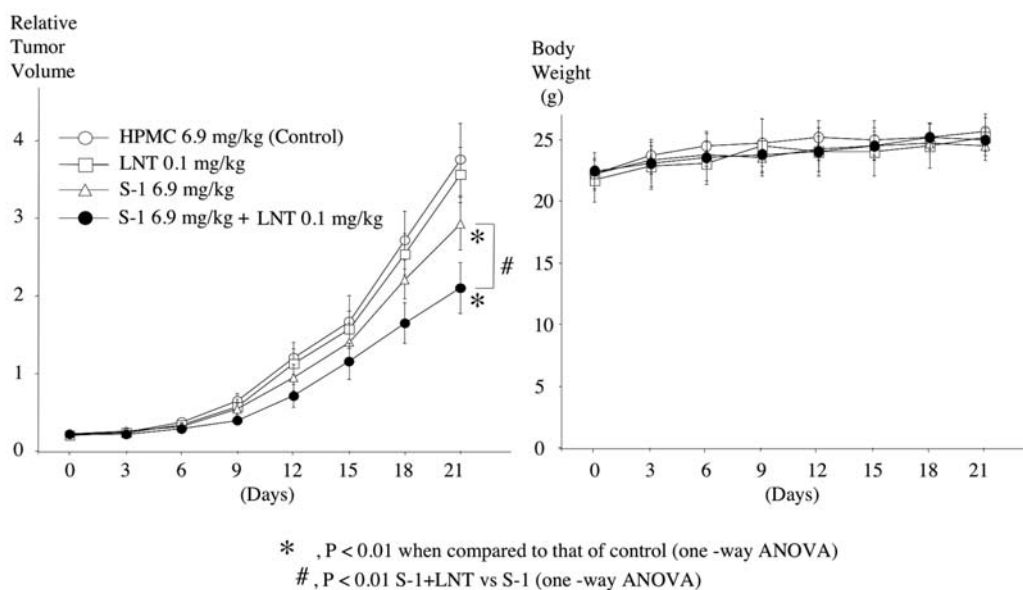 Relative
Tumor
Volume
4
3
2
1
0
HPMC 6.9 mg/kg (Control)
LNT 0.1 mg/kg
S-1 6.9 mg/kg
S-1 6.9 mg/kg + LNT 0.1 mg/kg
*
#
*
0 3 6 9 12 15 18 21
(Days)
Body
Weight
(g)
25
20
15
10
5
0
0 3 6 9 12 15 18 21
(Days)
* , P < 0.01 when compared to that of control (one -way ANOVA)
# , P < 0.01 S-1+LNT vs S-1 (one -way ANOVA)